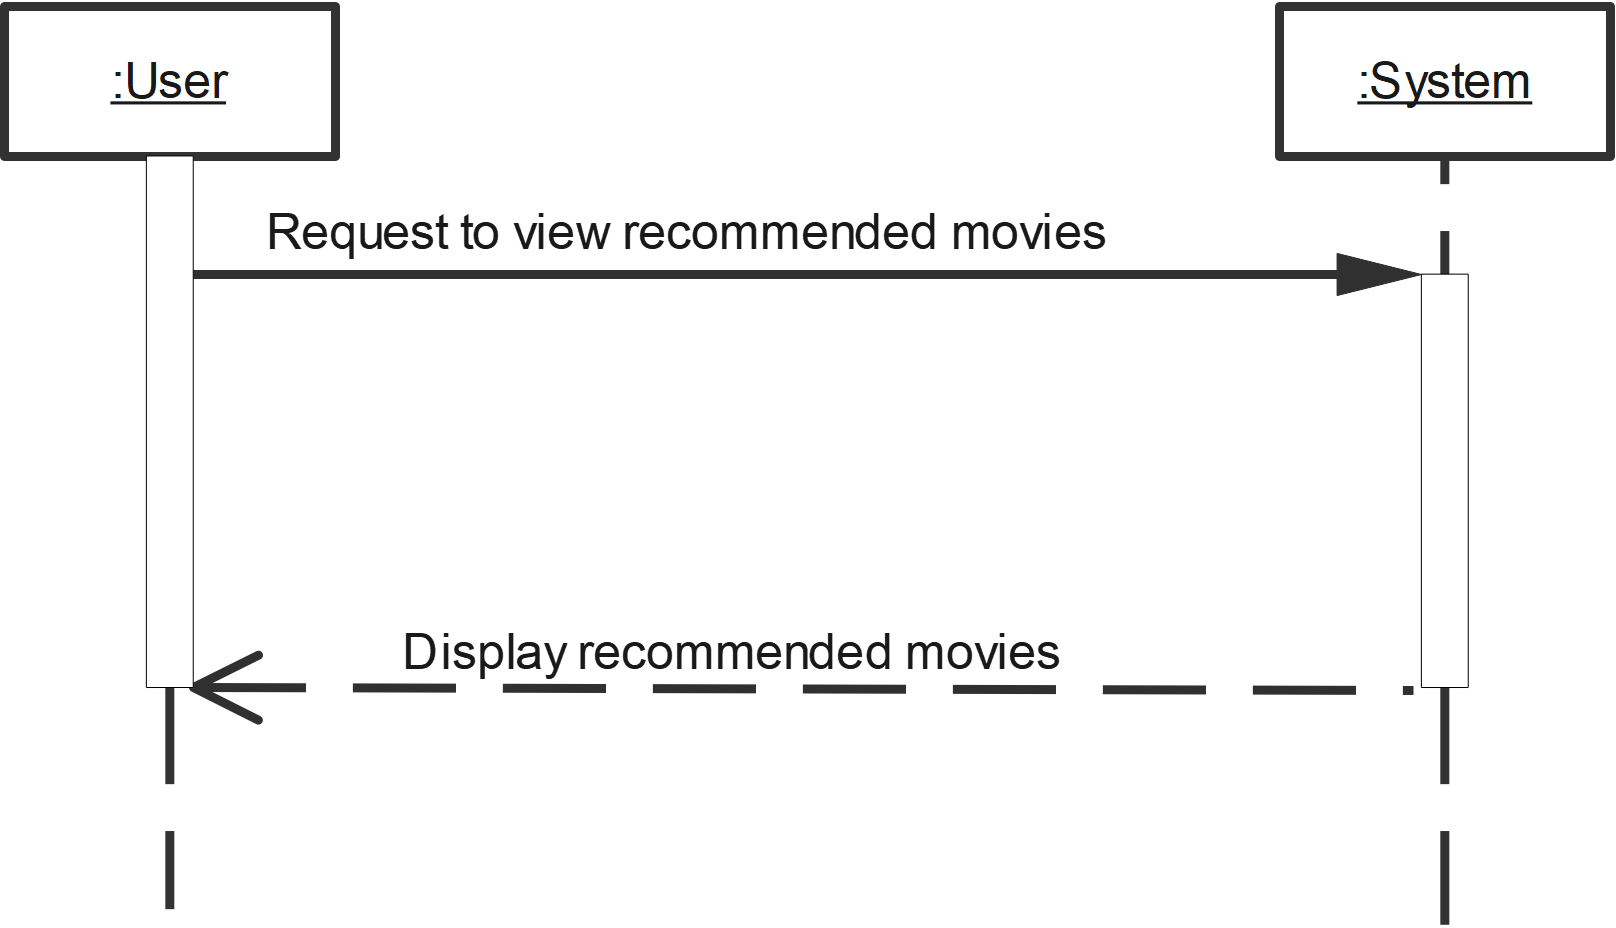 :User
:System
Request to view recommended movies
Display recommended movies